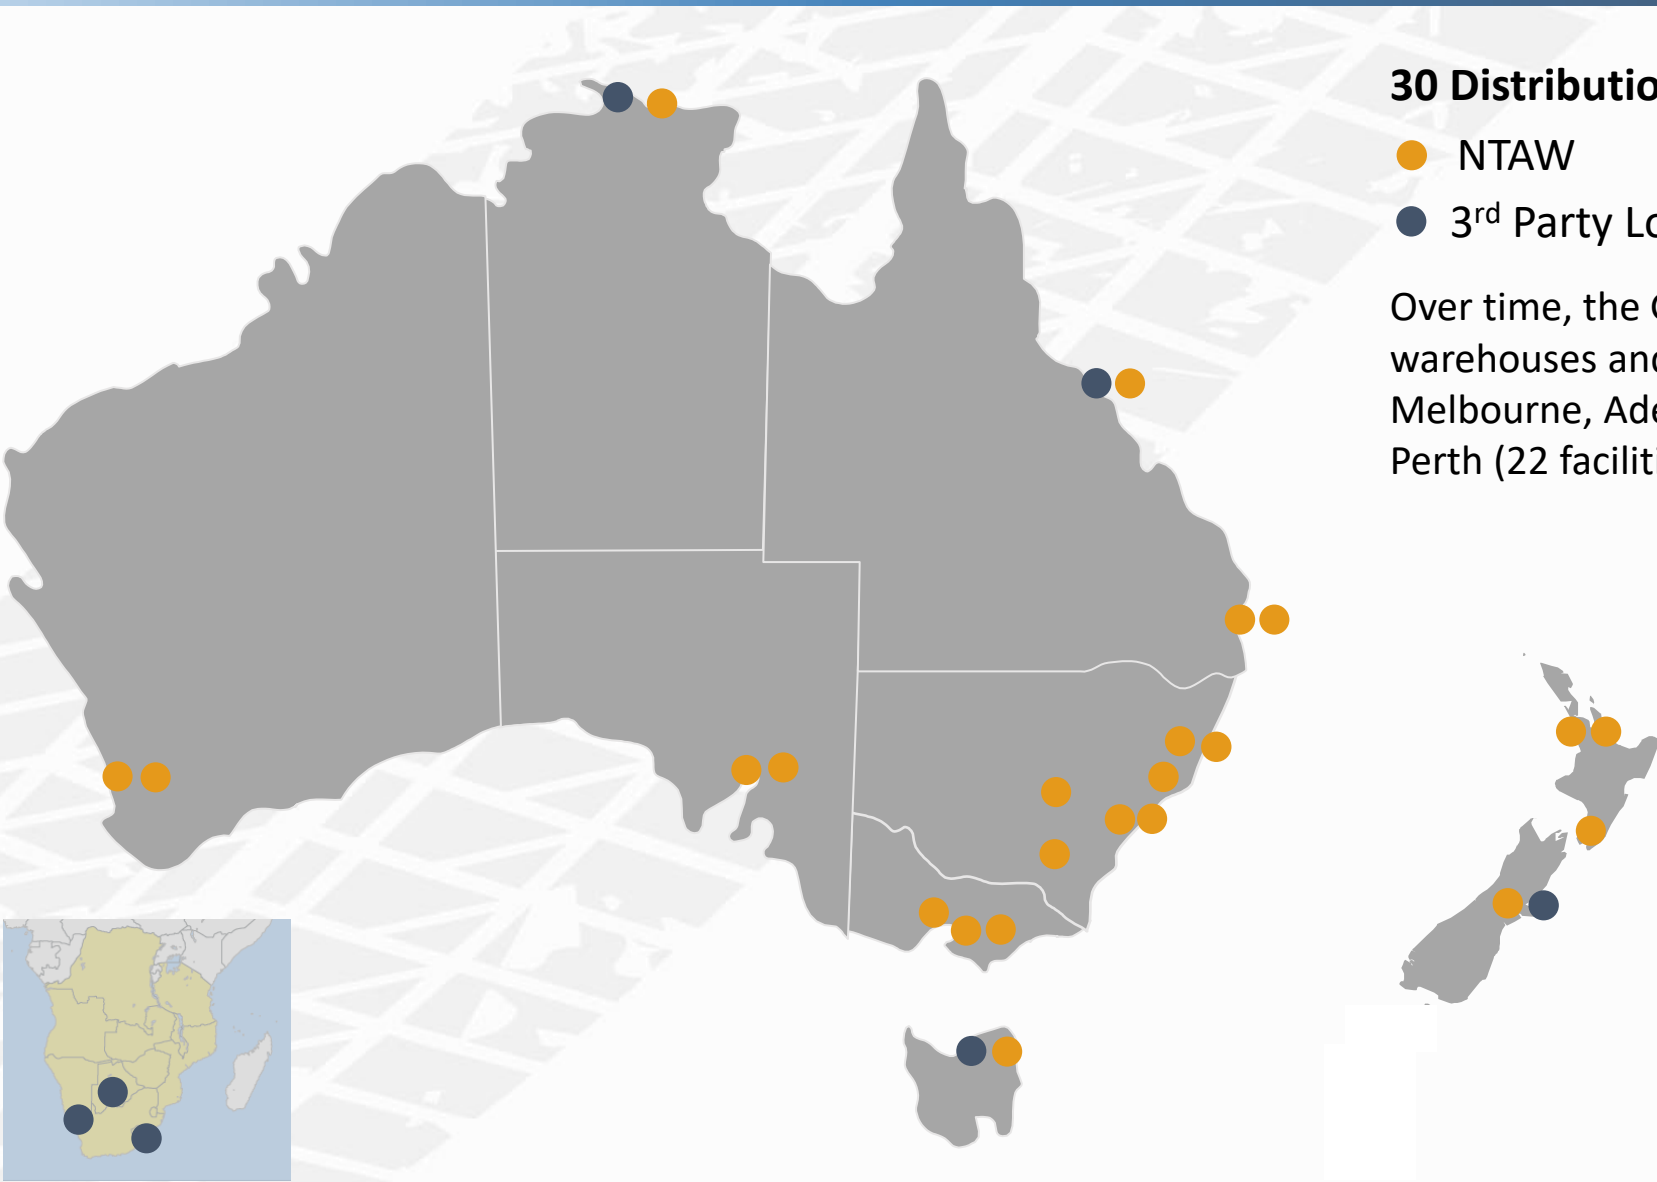 30 Distributio
NTAW
3rd Party Lo
Over time, the
warehouses and
Melbourne, Ade
Perth (22 faciliti